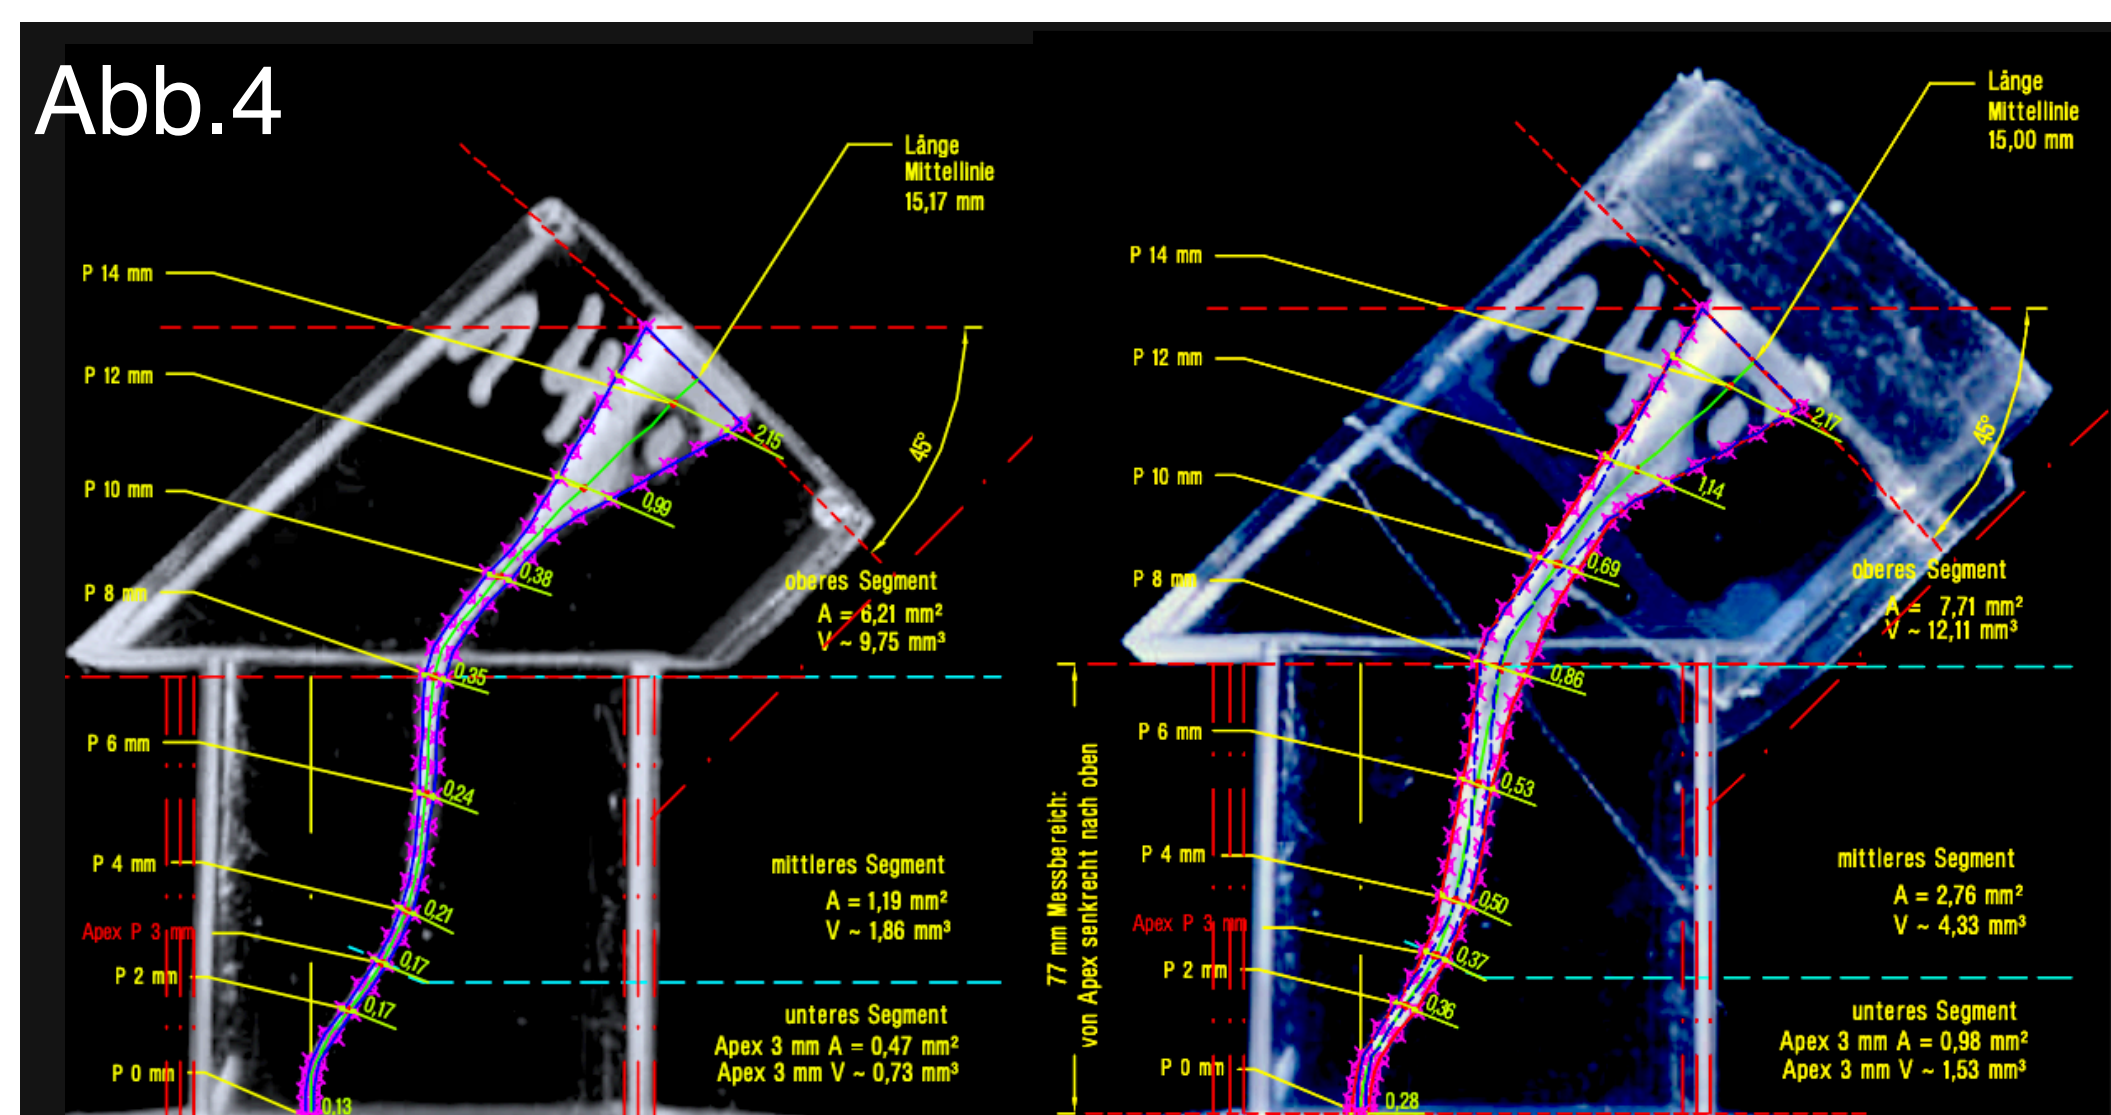 Abb.4
Länge
Mittellinie
15,17 mm
P 14 mm
P 12 mm
P 10 mm
P 8 mm
P 6 mm
P 4 mm
Apex P 3 mm
P 2 mm
P 0 mm
14.
2,15
0,99
0,38
0,35
0,24
0,21
0,17
0,17
0,13
45°
oberes Segment
A = 6,21 mm²
V ~ 9,75 mm³
mittleres Segment
A = 1,19 mm²
V ~ 1,86 mm³
unteres Segment
Apex 3 mm A = 0,47 mm²
Apex 3 mm V ~ 0,73 mm³
Länge
Mittellinie
15,00 mm
P 14 mm
P 12 mm
P 10 mm
P 8 mm
P 6 mm
P 4 mm
Apex P 3 mm
P 2 mm
P 0 mm
14.
2,17
1,14
0,69
0,86
0,53
0,50
0,37
0,36
0,28
45°
oberes Segment
A = 7,71 mm²
V ~ 12,11 mm³
77 mm Messbereich:
von Apex senkrecht nach oben
mittleres Segment
A = 2,76 mm²
V ~ 4,33 mm³
unteres Segment
Apex 3 mm A = 0,98 mm²
Apex 3 mm V ~ 1,53 mm³